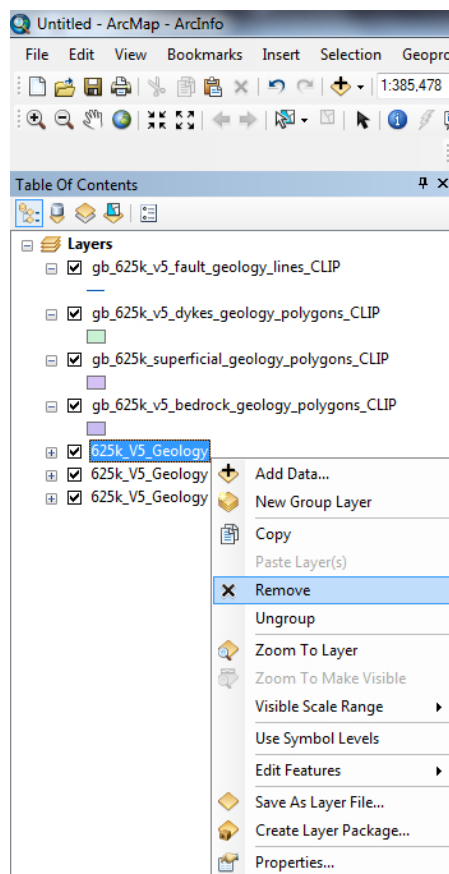 Untitled - ArcMap - ArcInfo
File Edit View Bookmarks Insert Selection Geopro
1:385,478
Table Of Contents
Layers
gb_625k_v5_fault_geology_lines_CLIP
gb_625k_v5_dykes_geology_polygons_CLIP
gb_625k_superficial_geology_polygons_CLIP
gb_625k_v5_bedrock_geology_polygons_CLIP
625k_V5_Geology
625k_V5_Geology
625k_V5_Geology
Add Data...
New Group Layer
Copy
Paste Layer(s)
Remove
Ungroup
Zoom To Layer
Zoom To Make Visible
Visible Scale Range
Use Symbol Levels
Edit Features
Save As Layer File...
Create Layer Package...
Properties...